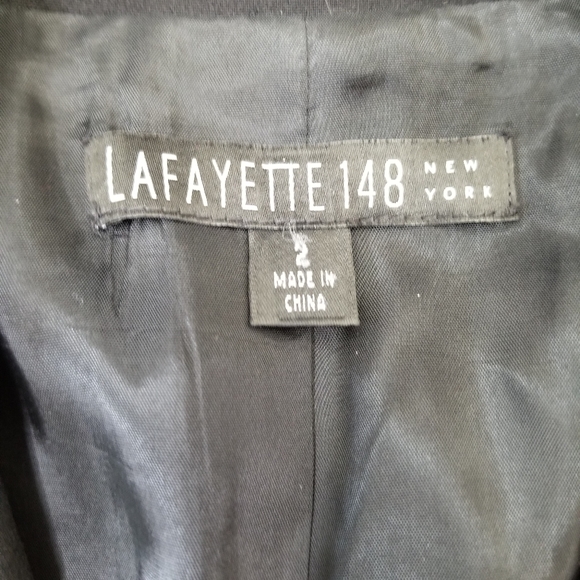 LAFAYETTE 148 NEW YORK
2
MADE IN
CHINA